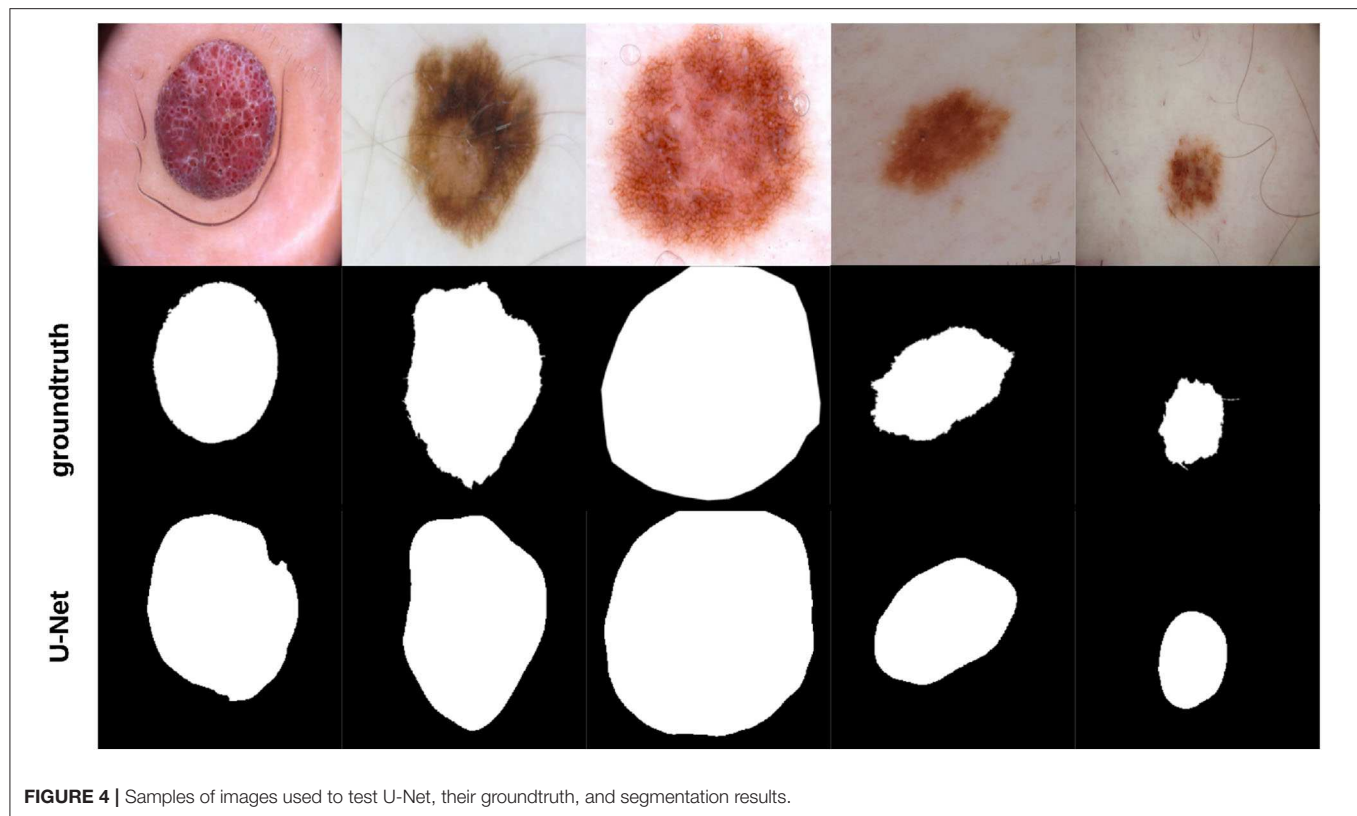 groundtruth
U-Net
FIGURE 4 | Samples of images used to test U-Net, their groundtruth, and segmentation results.